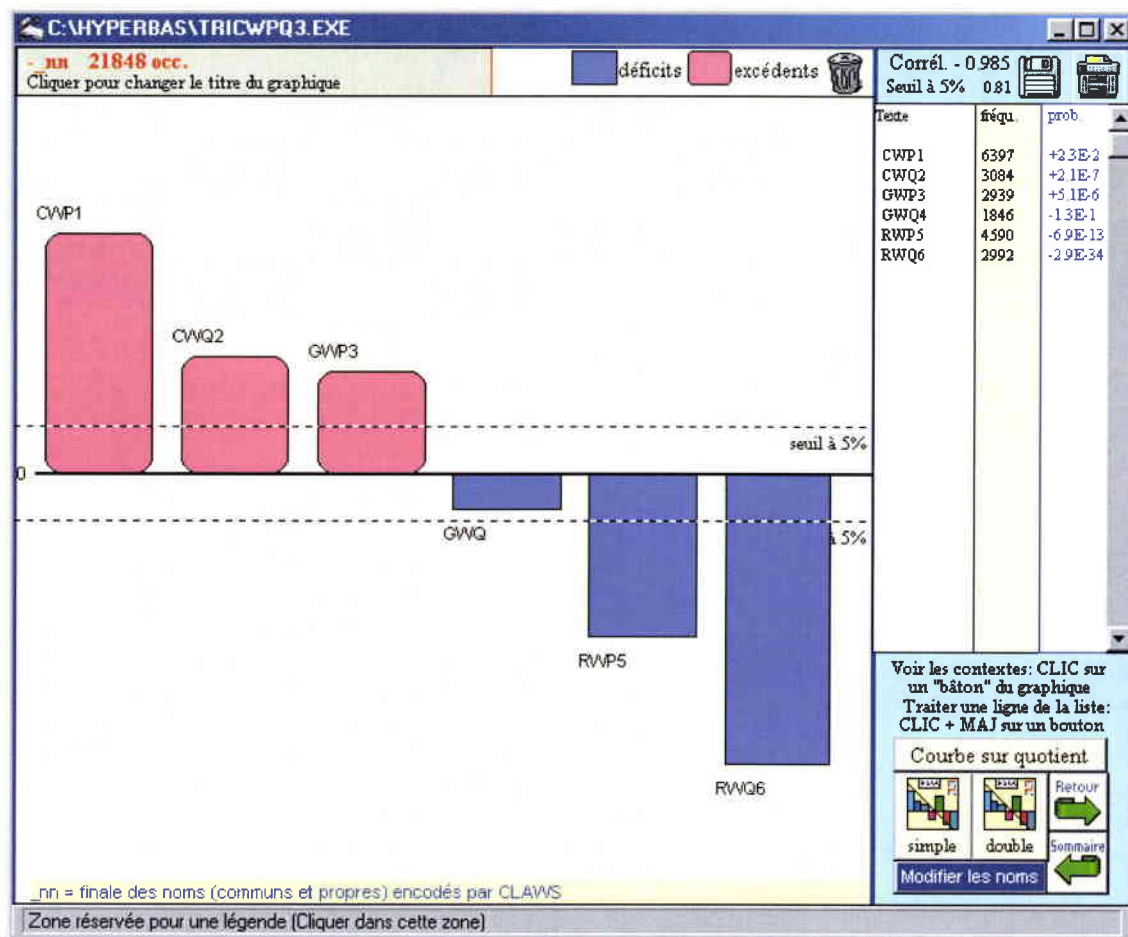 C:\HYPERBAS\TRICWPQ3.EXE
- _nn 21848 occ.
Cliquer pour changer le titre du graphique
déficits excédents
Corrél. - 0.985
Seuil à 5% 0.81
Texte fréqu. prob.
CWP1 6397 +2.3E-2
CWQ2 3084 +2.1E-7
GWP3 2939 +5.1E-6
GWQ4 1846 -1.3E-1
RWP5 4590 -6.9E-13
RWQ6 2992 -2.9E-34
CWP1
CWQ2
GWP3
seuil à 5%
0
GWQ
à 5%
RWP5
RWQ6
Voir les contextes: CLIC sur
un "bâton" du graphique
Traiter une ligne de la liste:
CLIC + MAJ sur un bouton
Courbe sur quotient
Retour
simple double Sommaire
Modifier les noms
_nn = finale des noms (communs et propres) encodés par CLAWS
Zone réservée pour une légende (Cliquer dans cette zone)